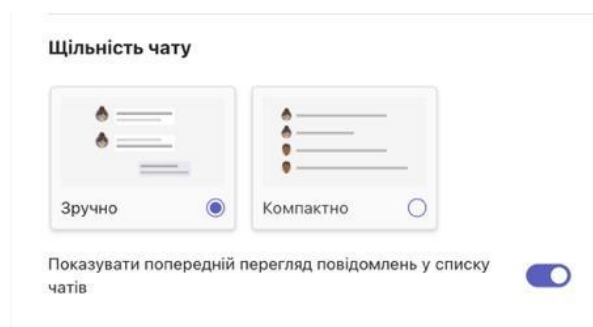 Щільність чату
Зручно
Компактно
Показувати попередній перегляд повідомлень у списку
чатів